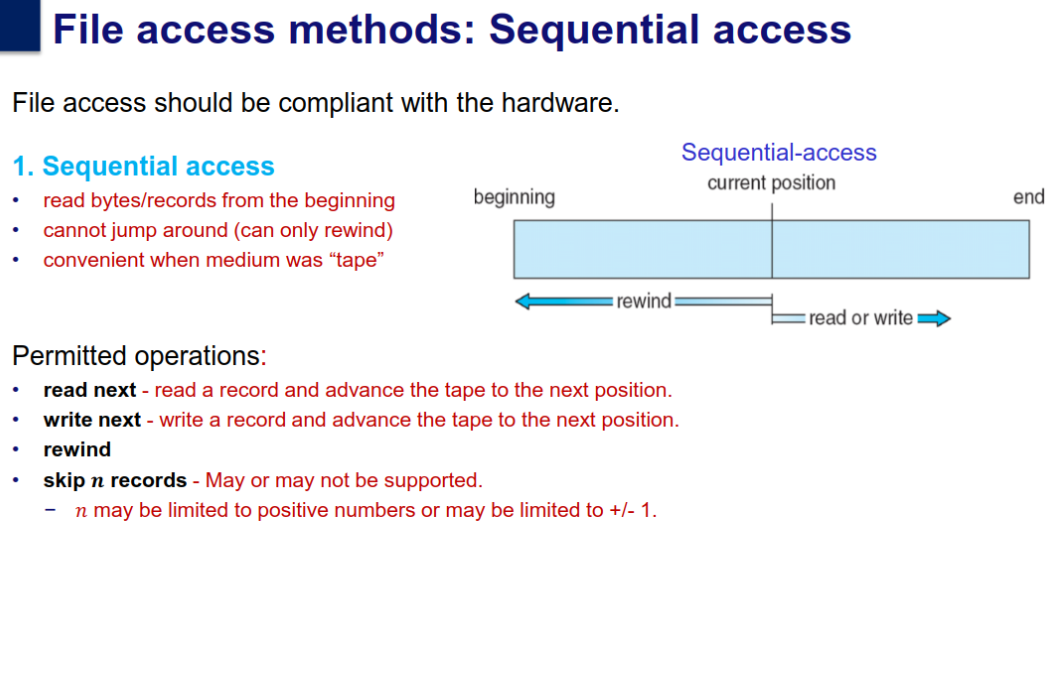 File access methods: Sequential access
File access should be compliant with the hardware.
1. Sequential access
• read bytes/records from the beginning
• cannot jump around (can only rewind)
• convenient when medium was “tape”
Sequential-access
current position
beginning
end
rewind
read or write
Permitted operations:
• read next - read a record and advance the tape to the next position.
• write next - write a record and advance the tape to the next position.
• rewind
• skip n records - May or may not be supported.
– n may be limited to positive numbers or may be limited to +/- 1.